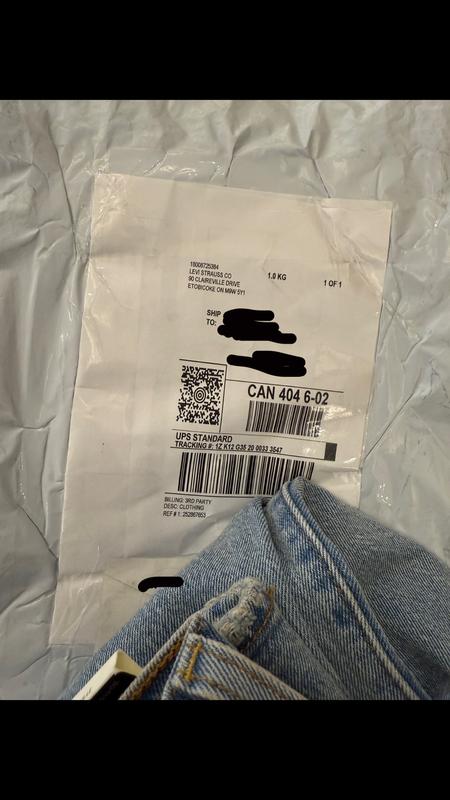 18008725384
LEVI STRAUSS CO
90 CLAIREVILLE DRIVE
ETOBICOKE ON M9W 5Y1
1.0 KG
1 OF 1
SHIP
TO:
CAN 404 6-02
UPS STANDARD
TRACKING #: 1Z K12 G35 20 0033 3547
BILLING: 3RD PARTY
DESC: CLOTHING
REF # 1: 252867653